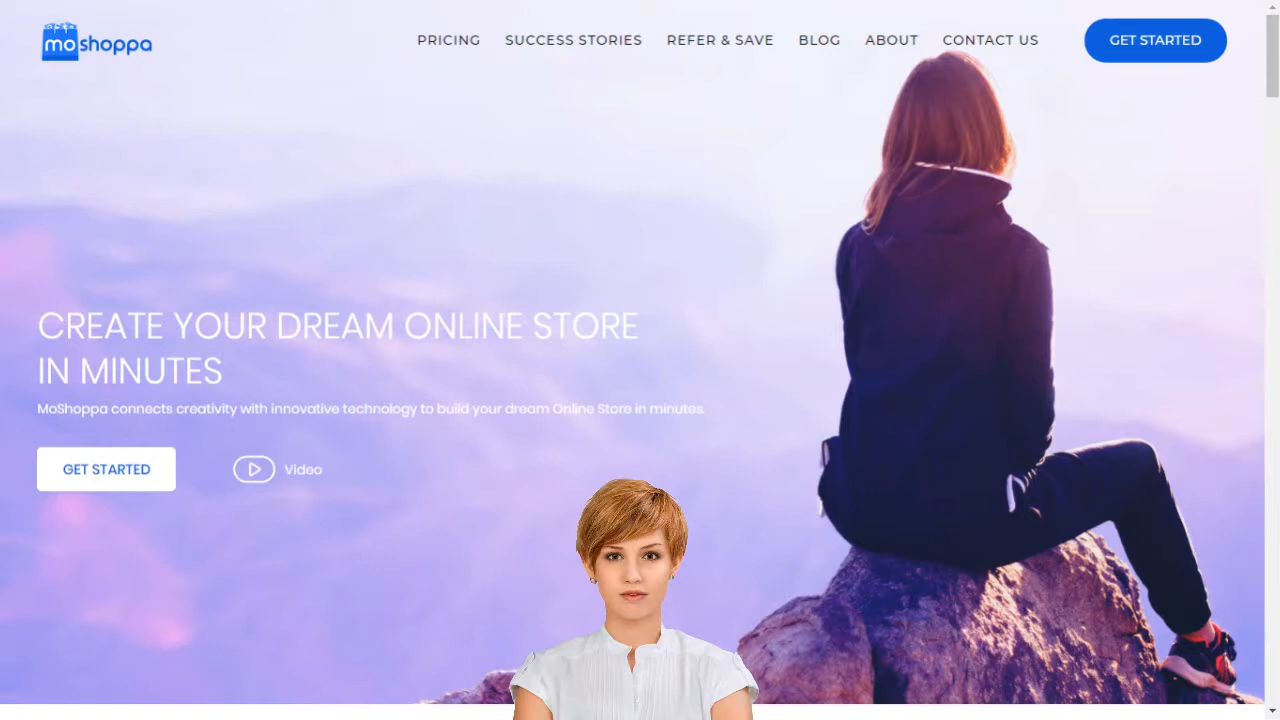 moshoppa
PRICING SUCCESS STORIES REFER & SAVE BLOG ABOUT CONTACT US GET STARTED
CREATE YOUR DREAM ONLINE STORE
IN MINUTES
MoShoppa connects creativity with innovative technology to build your dream Online Store in minutes.
GET STARTED Video